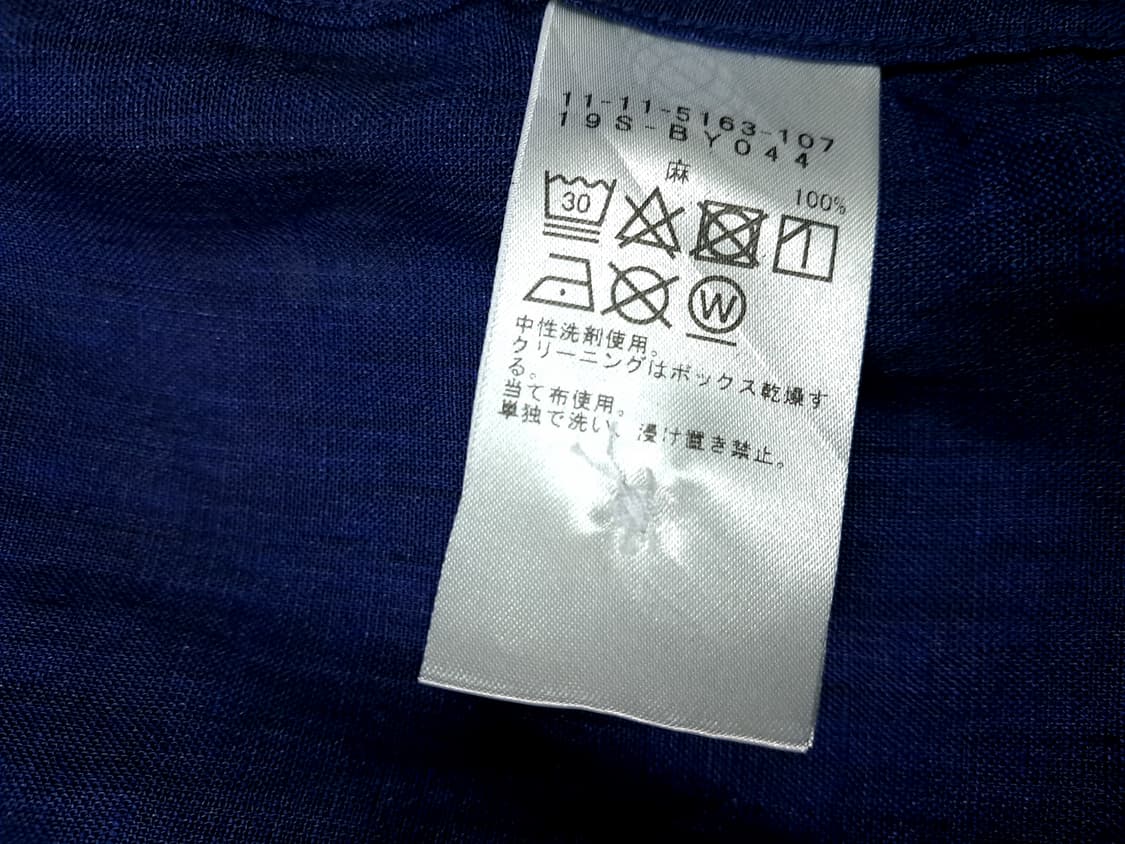 11-11-5163-107
19S-BY044
麻 100%
30
W
中性洗剤使用。
クリーニングはボックス乾燥す
る。
当て布使用。
単独で洗い、浸け置き禁止。